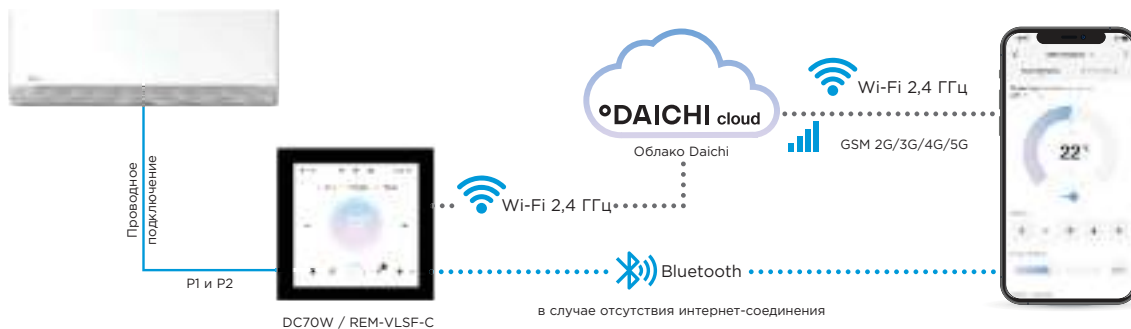 °DAICHI cloud
Облако Daichi
Wi-Fi 2,4 ГГц
GSM 2G/3G/4G/5G
22°
Проводное
подключение
Wi-Fi 2,4 ГГц
P1 и P2
Bluetooth
в случае отсутствия интернет-соединения
DC70W / REM-VLSF-C